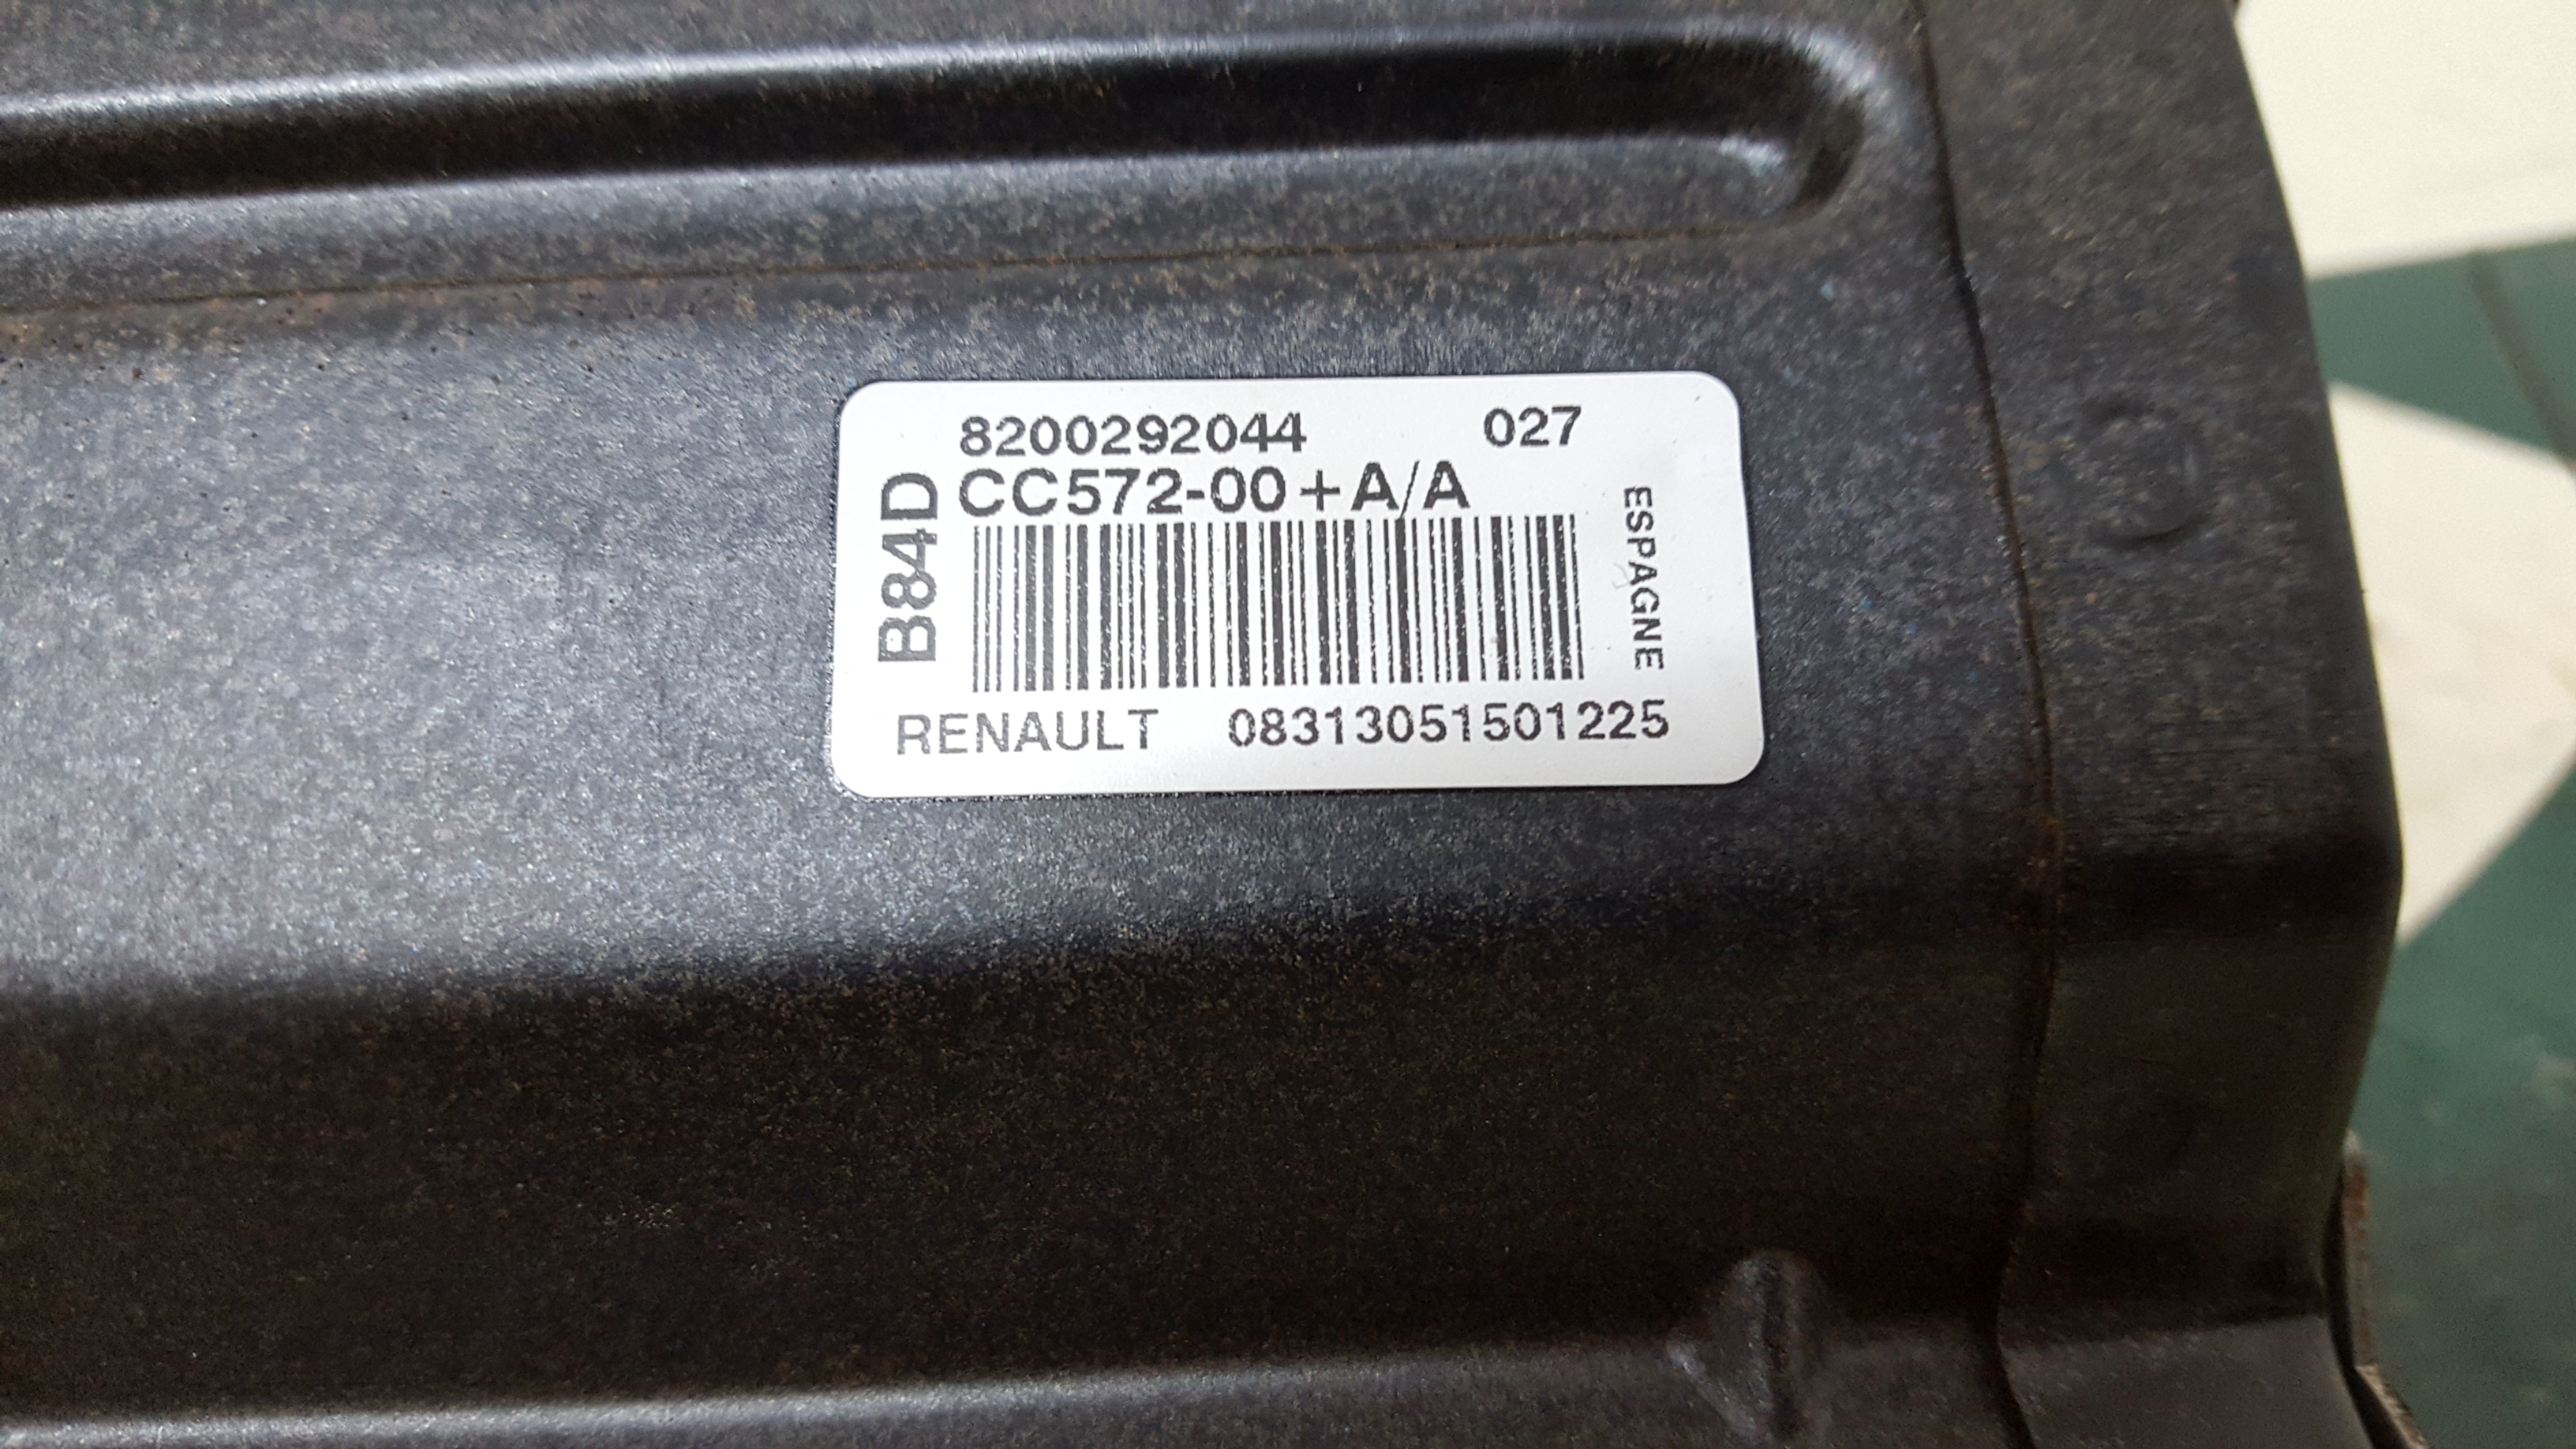 8200292044 027
CC572-00+A/A
B84D
ESPAGNE
RENAULT 08313051501225